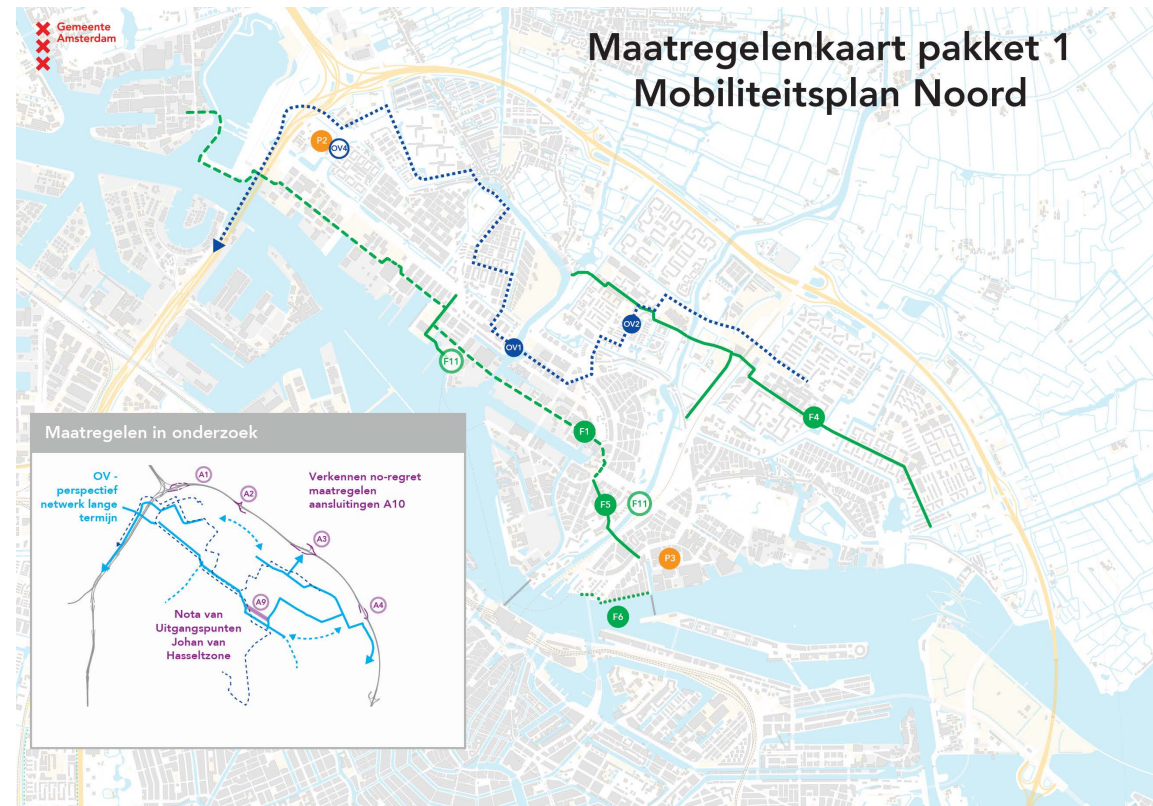 Gemeente
Amsterdam
Maatregelenkaart pakket 1
Mobiliteitsplan Noord
P2
OV4
OV1
OV2
F11
F1
F4
F5
F11
P3
F6
Maatregelen in onderzoek
OV -
perspectief
netwerk lange
termijn
A1
A2
Verkennen no-regret
maatregelen
aansluitingen A10
A3
A9
A4
Nota van
Uitgangspunten
Johan van
Hasseltzone